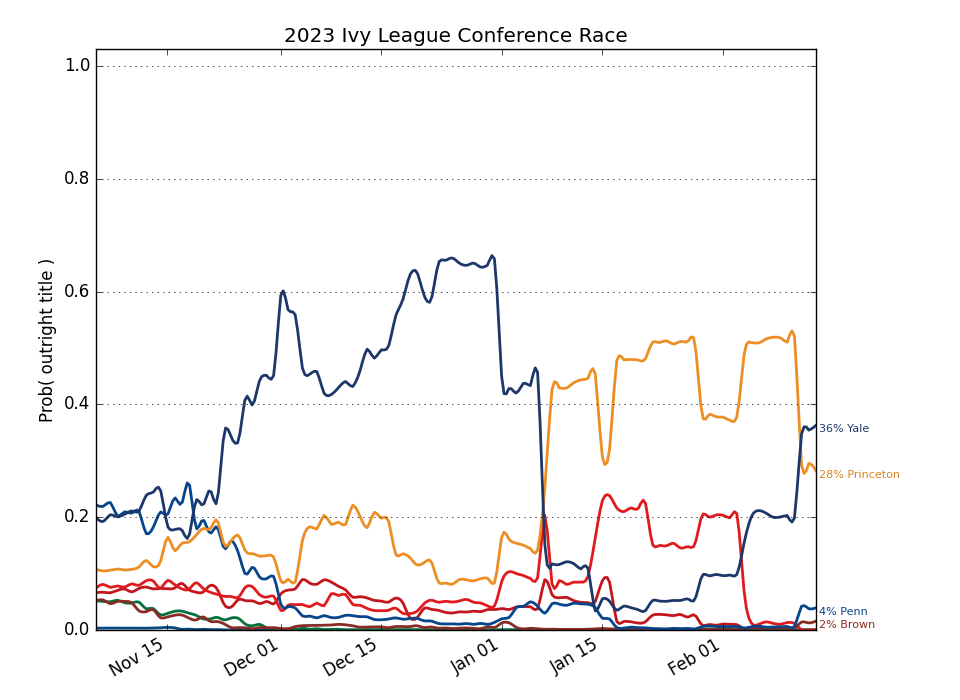 2023 Ivy League Conference Race
Prob( outright title )
1.0
0.8
0.6
0.4
0.2
0.0
36% Yale
28% Princeton
4% Penn
2% Brown
Nov 15
Dec 01
Dec 15
Jan 01
Jan 15
Feb 01